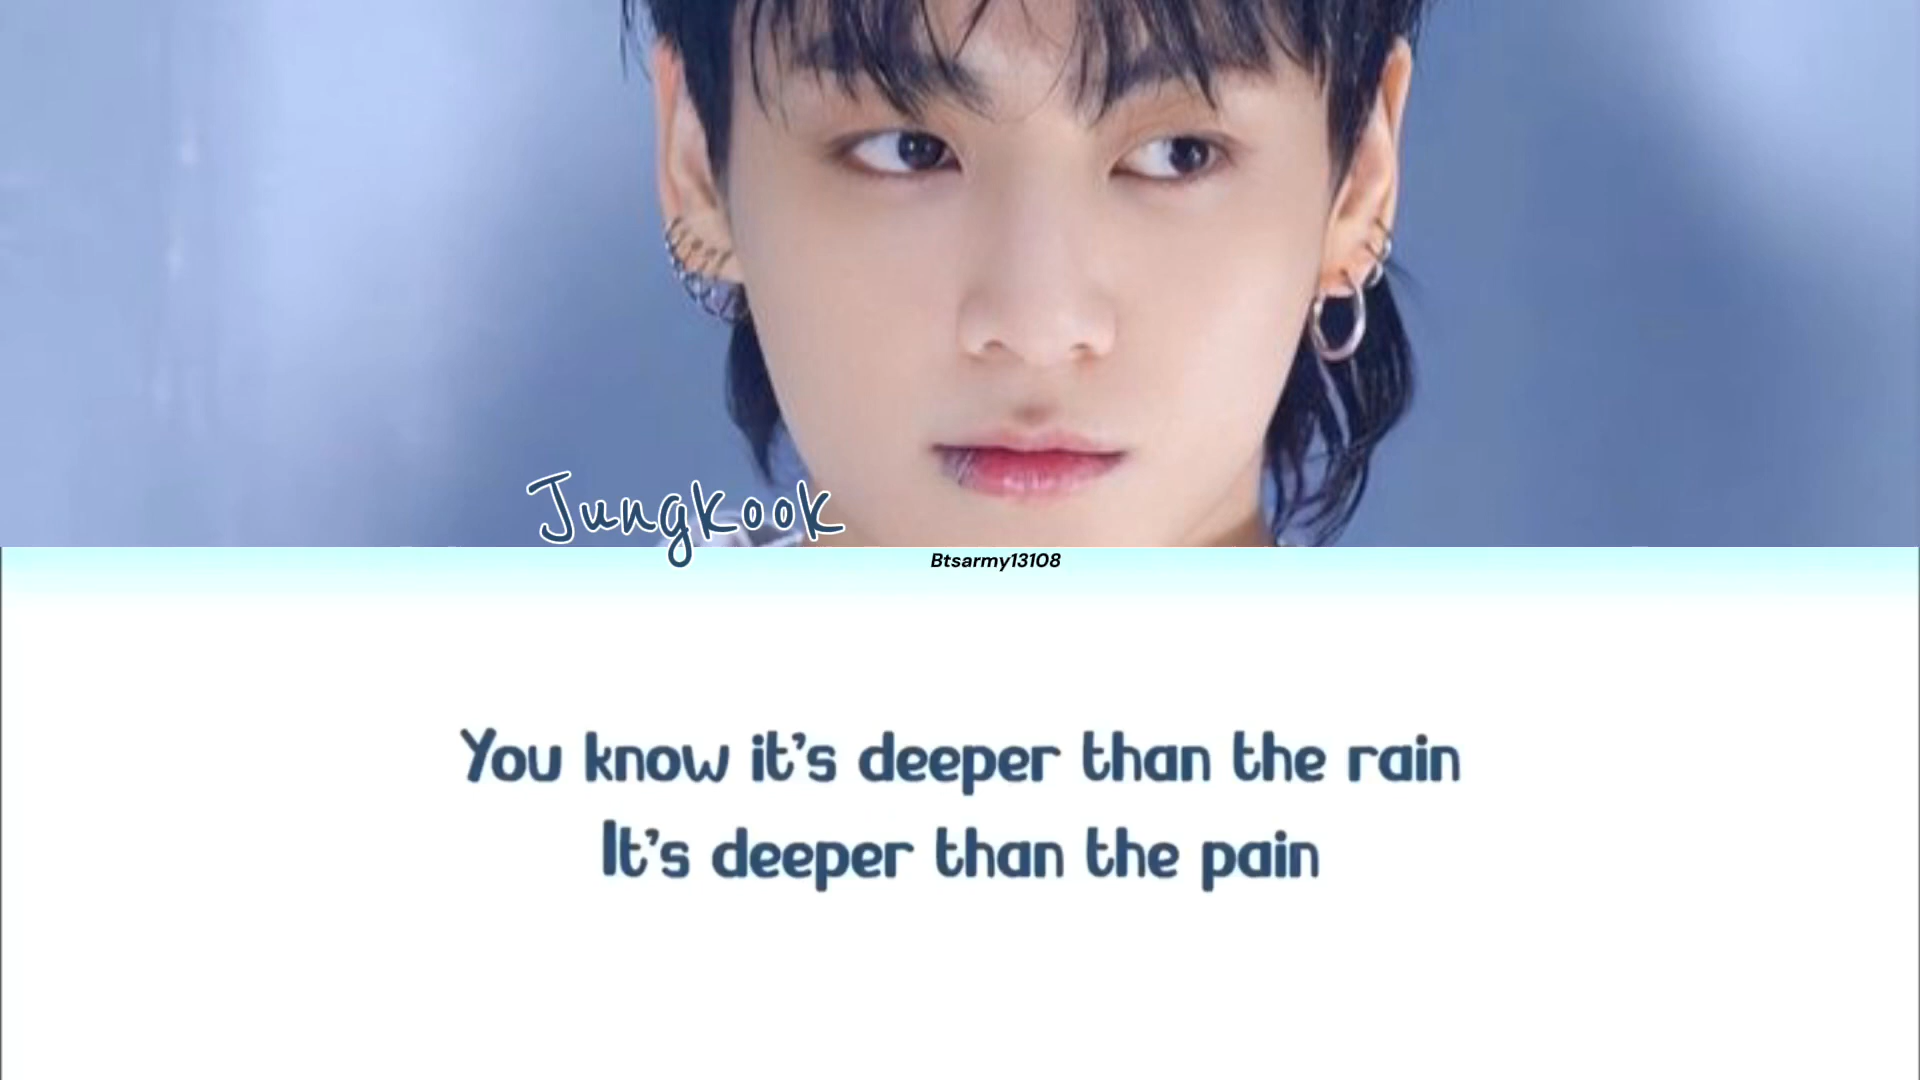 Jungkook
Btsarmy13108
You know it's deeper than the rain
It's deeper than the pain